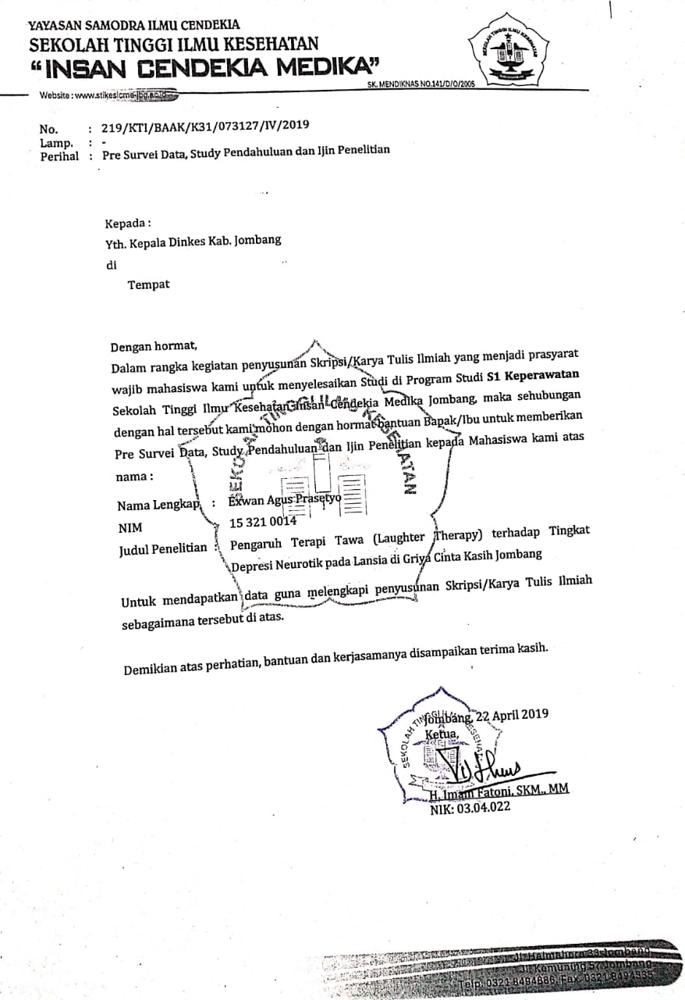 YAYASAN SAMODRA ILMU CENDEKIA
SEKOLAH TINGGI ILMU KESEHATAN
“INSAN CENDEKIA MEDIKA”
SK. MENDIKNAS NO.141/D/O/2005
Website : www.stikesicme-jbg.ac.id
SEKOLAH TINGGI ILMU KESEHATAN
No. : 219/KTI/BAAK/K31/073127/IV/2019
Lamp. : -
Perihal : Pre Survei Data, Study Pendahuluan dan Ijin Penelitian
Kepada :
Yth. Kepala Dinkes Kab. Jombang
di
Tempat
Dengan hormat,
Dalam rangka kegiatan penyusunan Skripsi/Karya Tulis Ilmiah yang menjadi prasyarat
wajib mahasiswa kami untuk menyelesaikan Studi di Program Studi S1 Keperawatan
Sekolah Tinggi Ilmu Kesehatan Insan Cendekia Medika Jombang, maka sehubungan
dengan hal tersebut kami mohon dengan hormat bantuan Bapak/Ibu untuk memberikan
Pre Survei Data, Study Pendahuluan dan Ijin Penelitian kepada Mahasiswa kami atas
nama :
Nama Lengkap : Exwan Agus Prasetyo
NIM 15 321 0014
Judul Penelitian : Pengaruh Terapi Tawa (Laughter Therapy) terhadap Tingkat
Depresi Neurotik pada Lansia di Griya Cinta Kasih Jombang
Untuk mendapatkan data guna melengkapi penyusunan Skripsi/Karya Tulis Ilmiah
sebagaimana tersebut di atas.
Demikian atas perhatian, bantuan dan kerjasamanya disampaikan terima kasih.
SEKOLAH TINGGI ILMU KESEHATAN
Jombang, 22 April 2019
Ketua,
H. Imam Fatoni, SKM., MM
NIK: 03.04.022
Jl. Halmahera 33 Jombang
Jl. Kemuning 57 Jombang
Telp. 0321 8494886, Fax. 0321 8494335